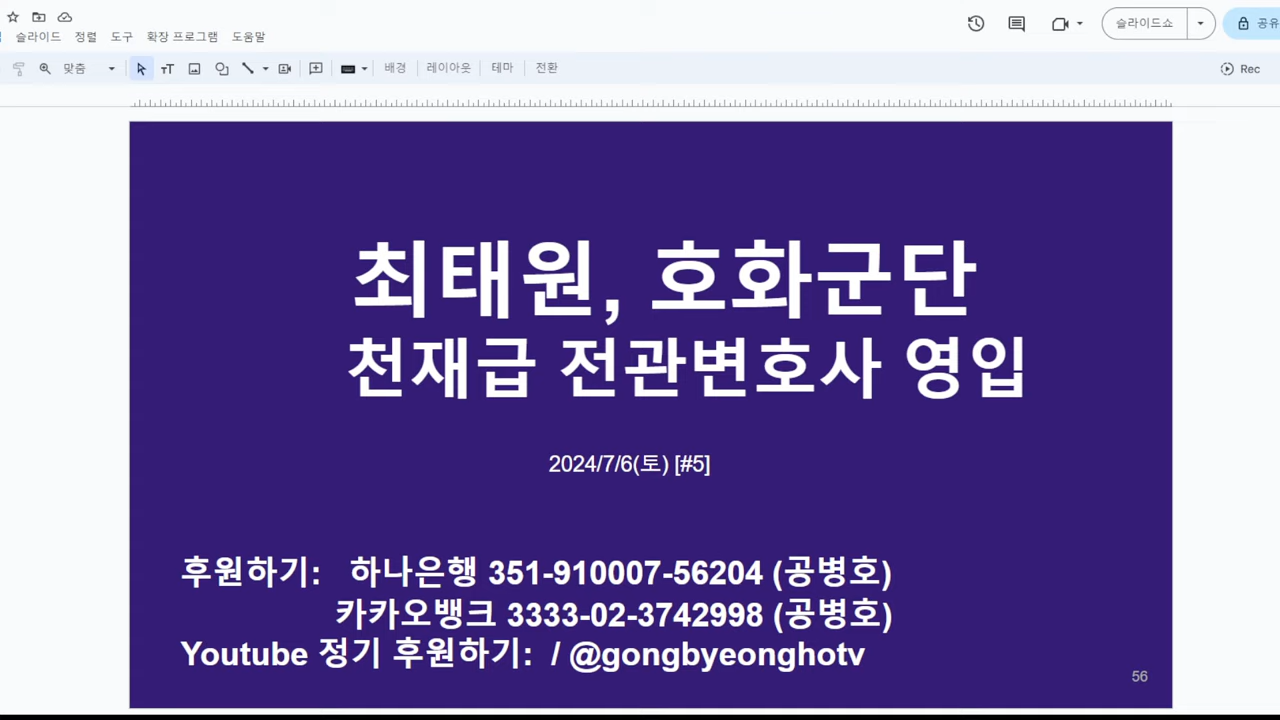 슬라이드 정렬 도구 확장 프로그램 도움말
슬라이드쇼
공유
맞춤
배경 레이아웃 테마 전환
Rec
최태원, 호화군단
천재급 전관변호사 영입
2024/7/6(토) [#5]
후원하기: 하나은행 351-910007-56204 (공병호)
카카오뱅크 3333-02-3742998 (공병호)
Youtube 정기 후원하기: / @gongbyeonghotv
56